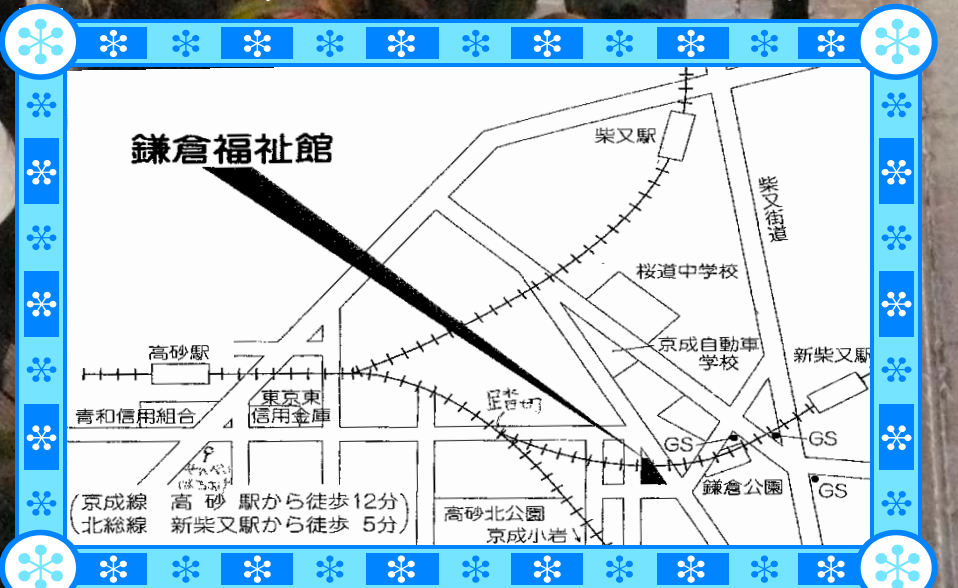 鎌倉福祉館
柴又駅
柴又街道
桜道中学校
京成自動車
学校
新柴又駅
高砂駅
東京東
信用金庫
青和信用組合
GS
GS
鎌倉公園
GS
(京成線 高砂駅から徒歩12分)
(北総線 新柴又駅から徒歩 5分)
高砂北公園
京成小岩